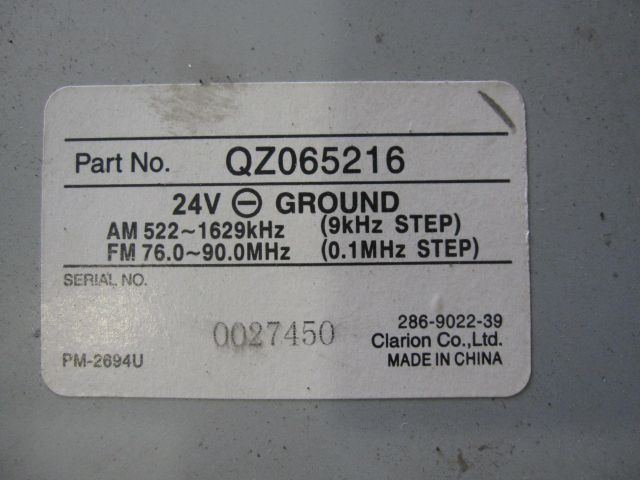 Part No. QZ065216
24V ⊖ GROUND
AM 522~1629kHz (9kHz STEP)
FM 76.0~90.0MHz (0.1MHz STEP)
SERIAL NO.
0027450
PM-2694U
286-9022-39
Clarion Co.,Ltd.
MADE IN CHINA